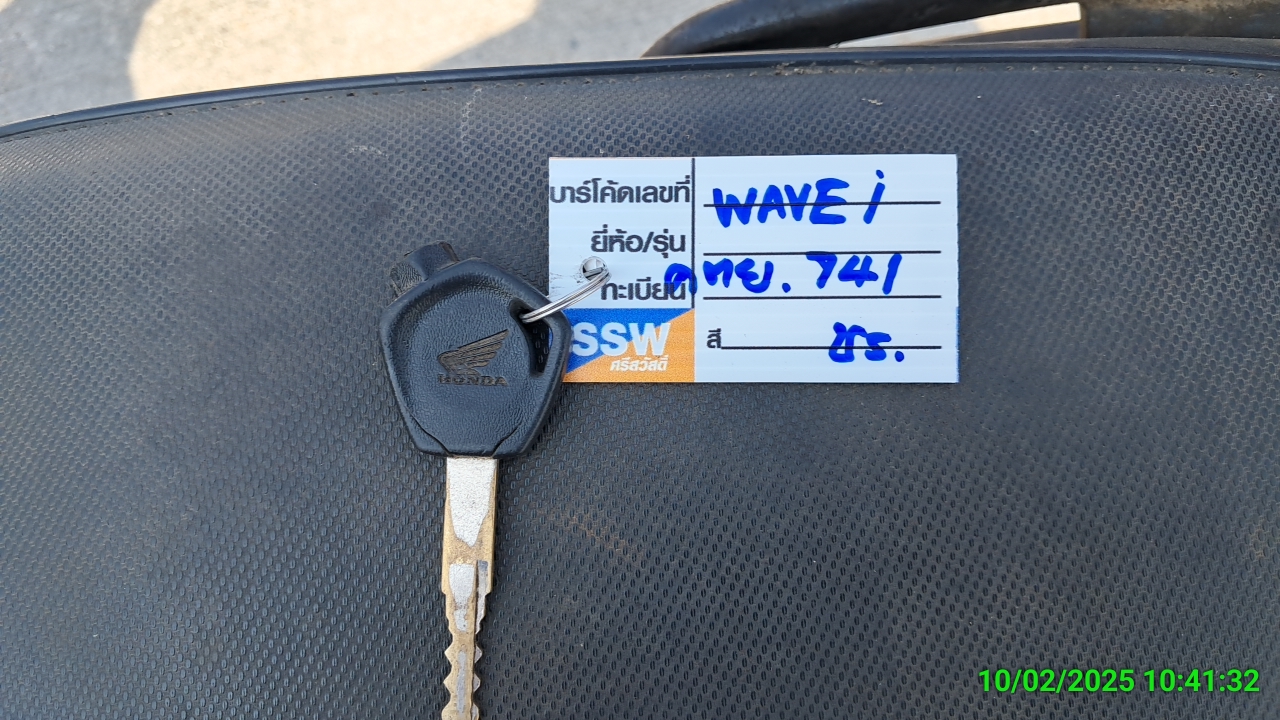 บาร์โค้ดเลขที่ WAVE i
ยี่ห้อ/รุ่น
ทะเบียน คทย. 741
SSW
ศรีสวัสดิ์
สี ชร.
HONDA
10/02/2025 10:41:32